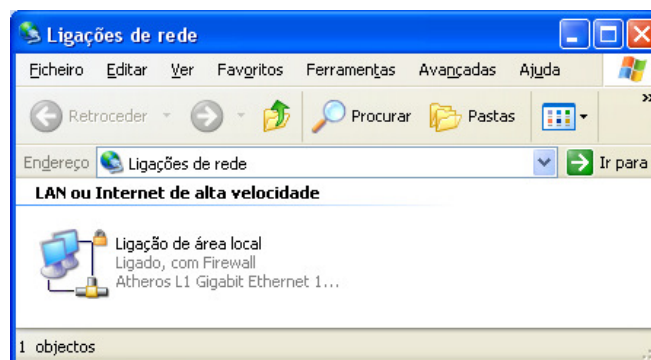 Ligações de rede
Ficheiro Editar Ver Favoritos Ferramentas Avançadas Ajuda
Retroceder Procurar Pastas »
Endereço Ligações de rede Ir para
LAN ou Internet de alta velocidade
Ligação de área local
Ligado, com Firewall
Atheros L1 Gigabit Ethernet 1...
1 objectos